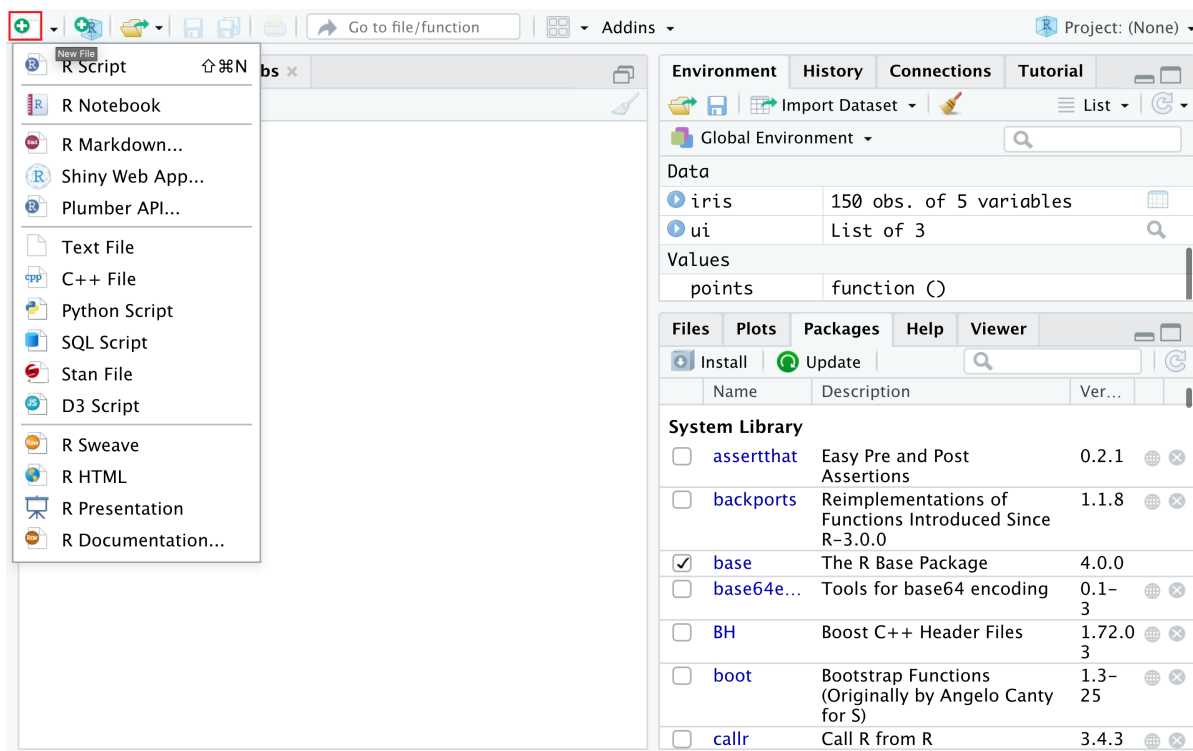 Go to file/function
Addins
Project: (None)
New File
R Script ⇧⌘N
R Notebook
R Markdown...
Shiny Web App...
Plumber API...
Text File
C++ File
Python Script
SQL Script
Stan File
D3 Script
R Sweave
R HTML
R Presentation
R Documentation...
bs
Environment History Connections Tutorial
Import Dataset List
Global Environment
Data
iris 150 obs. of 5 variables
ui List of 3
Values
points function ()
Files Plots Packages Help Viewer
Install Update
Name Description Ver...
System Library
assertthat Easy Pre and Post 0.2.1
Assertions
backports Reimplementations of 1.1.8
Functions Introduced Since
R-3.0.0
base The R Base Package 4.0.0
base64e... Tools for base64 encoding 0.1-
3
BH Boost C++ Header Files 1.72.0
3
boot Bootstrap Functions 1.3-
(Originally by Angelo Canty 25
for S)
callr Call R from R 3.4.3